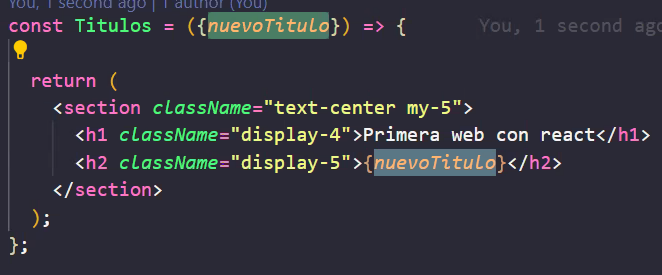 You, 1 second ago | 1 author (You)
const Titulos = ({nuevoTitulo}) => { You, 1 second ago
return (
<section className="text-center my-5">
<h1 className="display-4">Primera web con react</h1>
<h2 className="display-5">{nuevoTitulo}</h2>
</section>
);
};